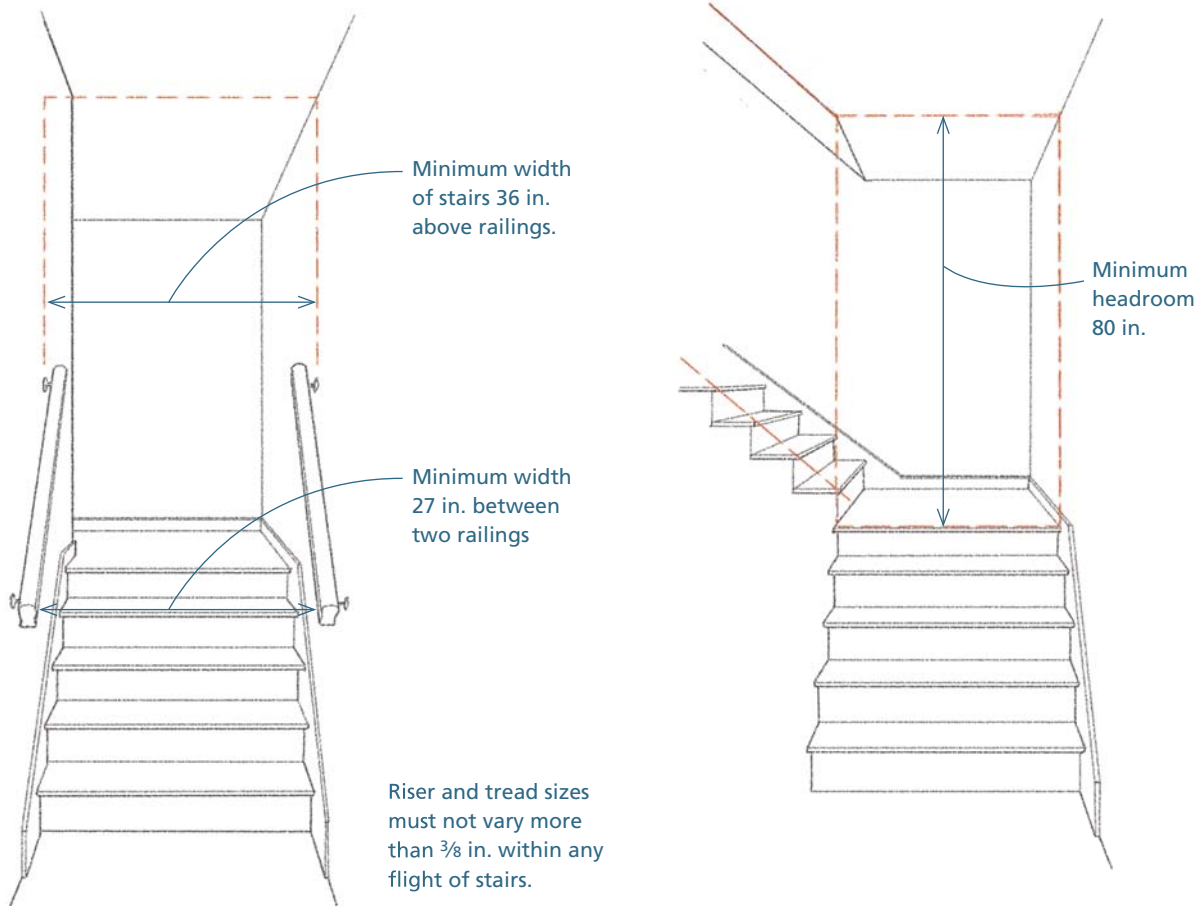 Minimum width
of stairs 36 in.
above railings.
Minimum width
27 in. between
two railings
Riser and tread sizes
must not vary more
than ⅜ in. within any
flight of stairs.
Minimum
headroom
80 in.